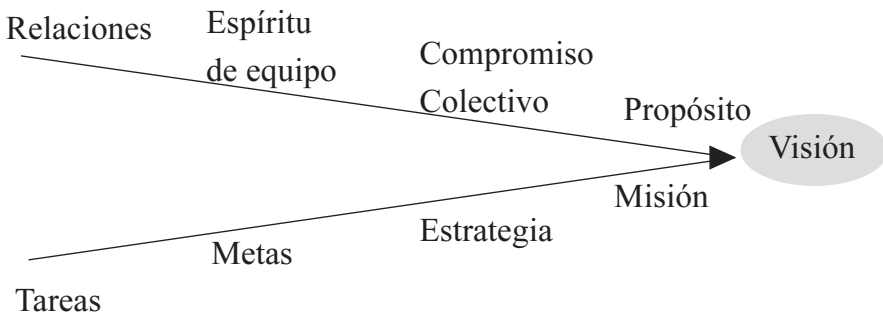 Relaciones
Espíritu
de equipo
Compromiso
Colectivo
Propósito
Visión
Misión
Estrategia
Metas
Tareas